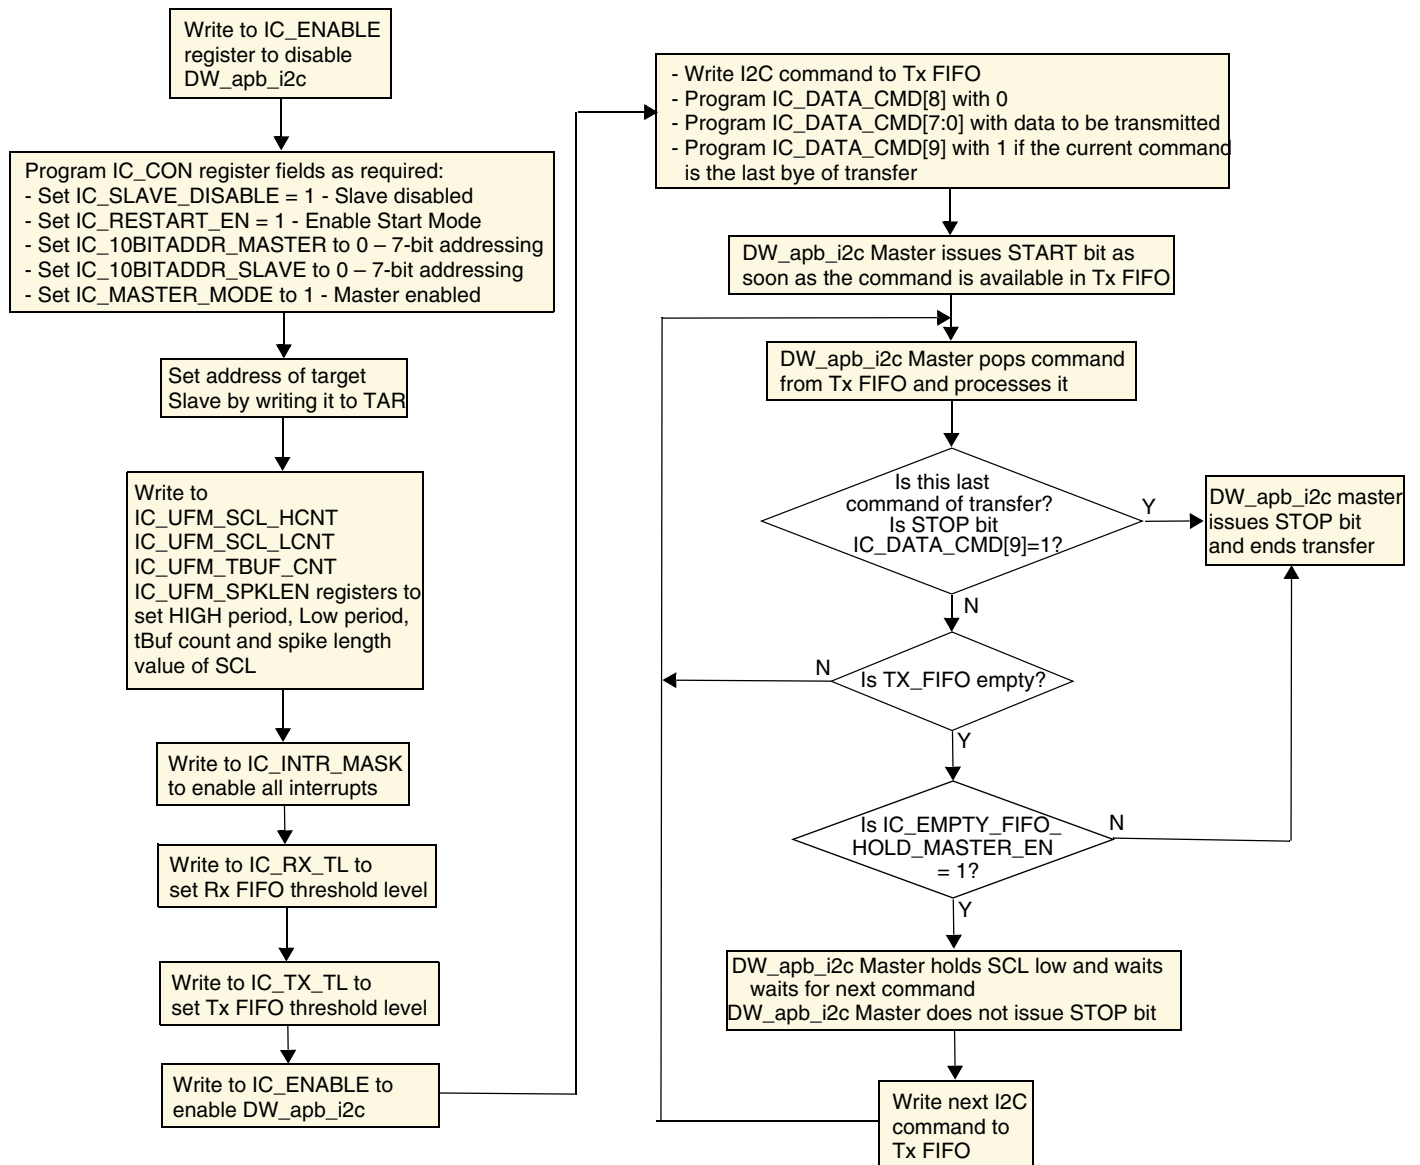 Write to IC_ENABLE
register to disable
DW_apb_i2c
Program IC_CON register fields as required:
- Set IC_SLAVE_DISABLE = 1 - Slave disabled
- Set IC_RESTART_EN = 1 - Enable Start Mode
- Set IC_10BITADDR_MASTER to 0 – 7-bit addressing
- Set IC_10BITADDR_SLAVE to 0 – 7-bit addressing
- Set IC_MASTER_MODE to 1 - Master enabled
Set address of target
Slave by writing it to TAR
Write to
IC_UFM_SCL_HCNT
IC_UFM_SCL_LCNT
IC_UFM_TBUF_CNT
IC_UFM_SPKLEN registers to
set HIGH period, Low period,
tBuf count and spike length
value of SCL
Write to IC_INTR_MASK
to enable all interrupts
Write to IC_RX_TL to
set Rx FIFO threshold level
Write to IC_TX_TL to
set Tx FIFO threshold level
Write to IC_ENABLE to
enable DW_apb_i2c
- Write I2C command to Tx FIFO
- Program IC_DATA_CMD[8] with 0
- Program IC_DATA_CMD[7:0] with data to be transmitted
- Program IC_DATA_CMD[9] with 1 if the current command
is the last bye of transfer
DW_apb_i2c Master issues START bit as
soon as the command is available in Tx FIFO
DW_apb_i2c Master pops command
from Tx FIFO and processes it
Is this last
command of transfer?
Is STOP bit
IC_DATA_CMD[9]=1?
Y
DW_apb_i2c master
issues STOP bit
and ends transfer
N
Is TX_FIFO empty?
N
Y
Is IC_EMPTY_FIFO_
HOLD_MASTER_EN
= 1?
N
Y
DW_apb_i2c Master holds SCL low and waits
waits for next command
DW_apb_i2c Master does not issue STOP bit
Write next I2C
command to
Tx FIFO